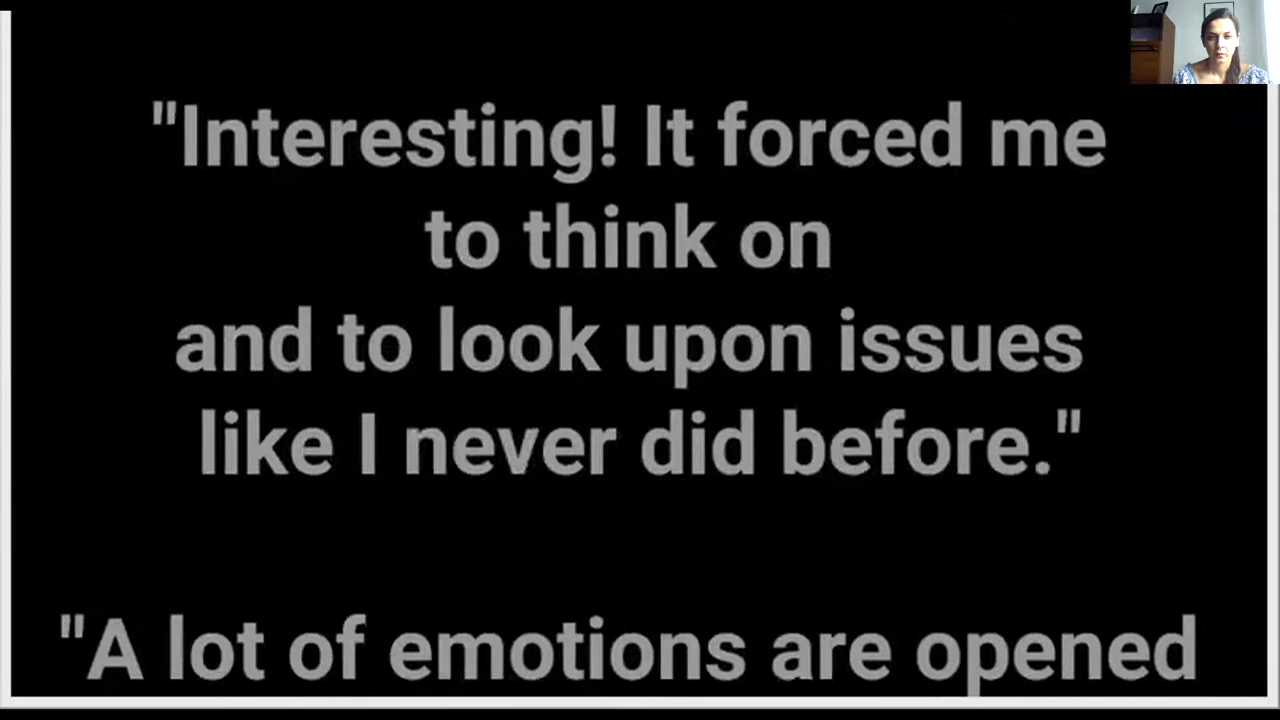 "Interesting! It forced me
to think on
and to look upon issues
like I never did before."
"A lot of emotions are opened